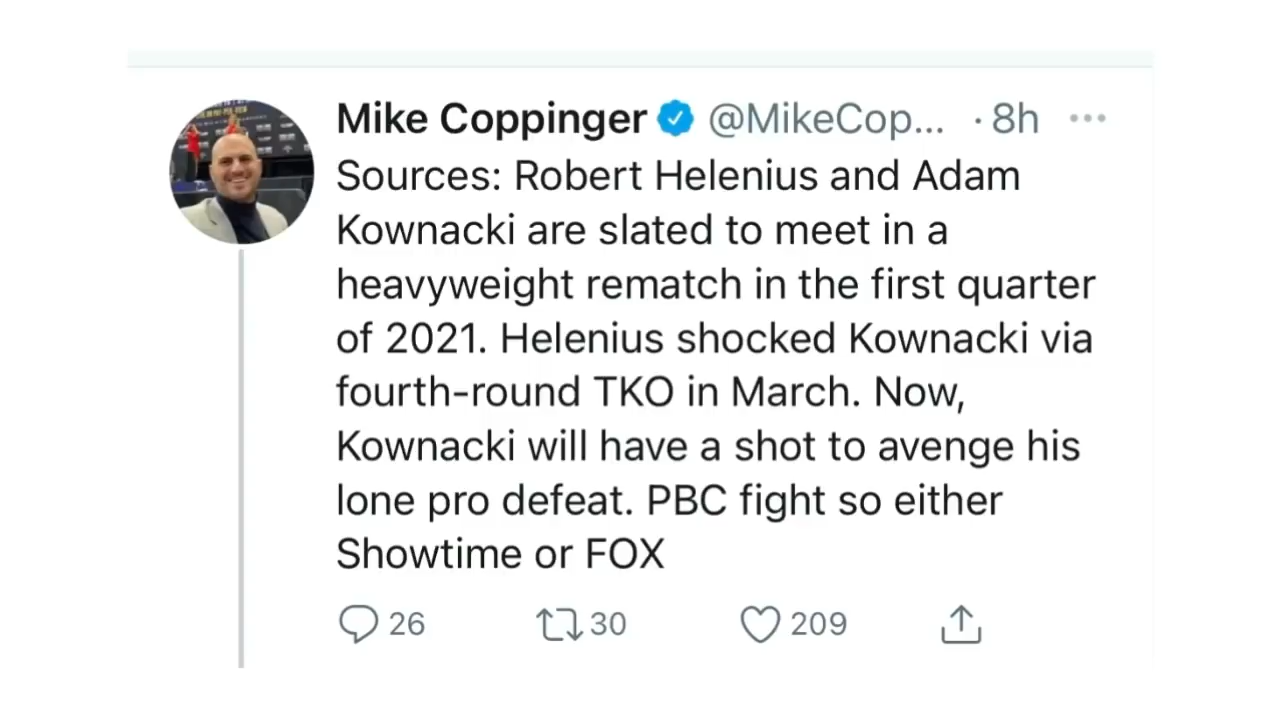 Mike Coppinger @MikeCop... · 8h
Sources: Robert Helenius and Adam
Kownacki are slated to meet in a
heavyweight rematch in the first quarter
of 2021. Helenius shocked Kownacki via
fourth-round TKO in March. Now,
Kownacki will have a shot to avenge his
lone pro defeat. PBC fight so either
Showtime or FOX
26 30 209